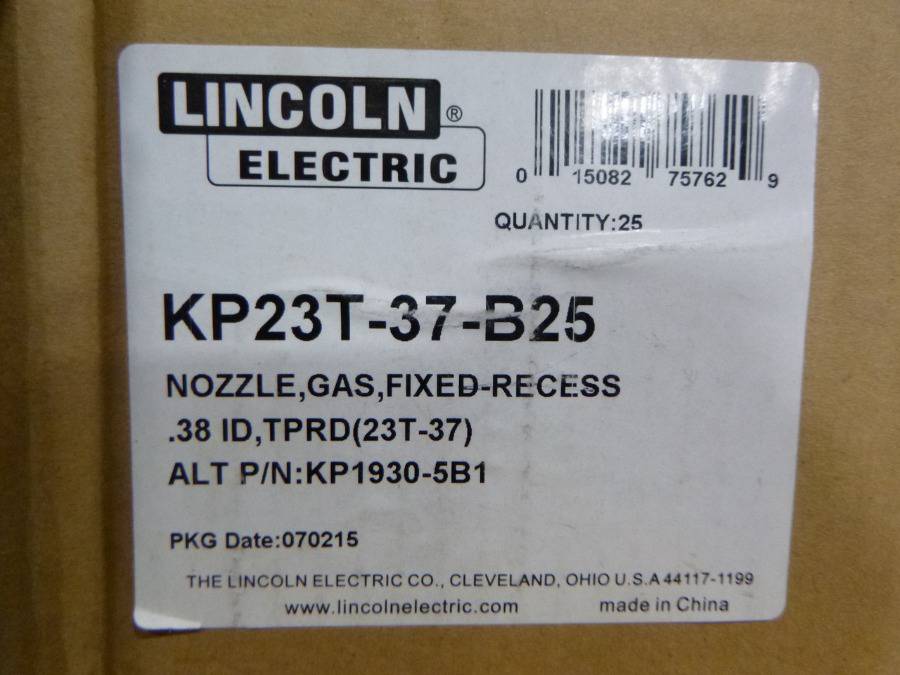 LINCOLN ®
ELECTRIC
0 15082 75762 9
QUANTITY:25
KP23T-37-B25
NOZZLE,GAS,FIXED-RECESS
.38 ID,TPRD(23T-37)
ALT P/N:KP1930-5B1
PKG Date:070215
THE LINCOLN ELECTRIC CO., CLEVELAND, OHIO U.S.A 44117-1199
www.lincolnelectric.com made in China